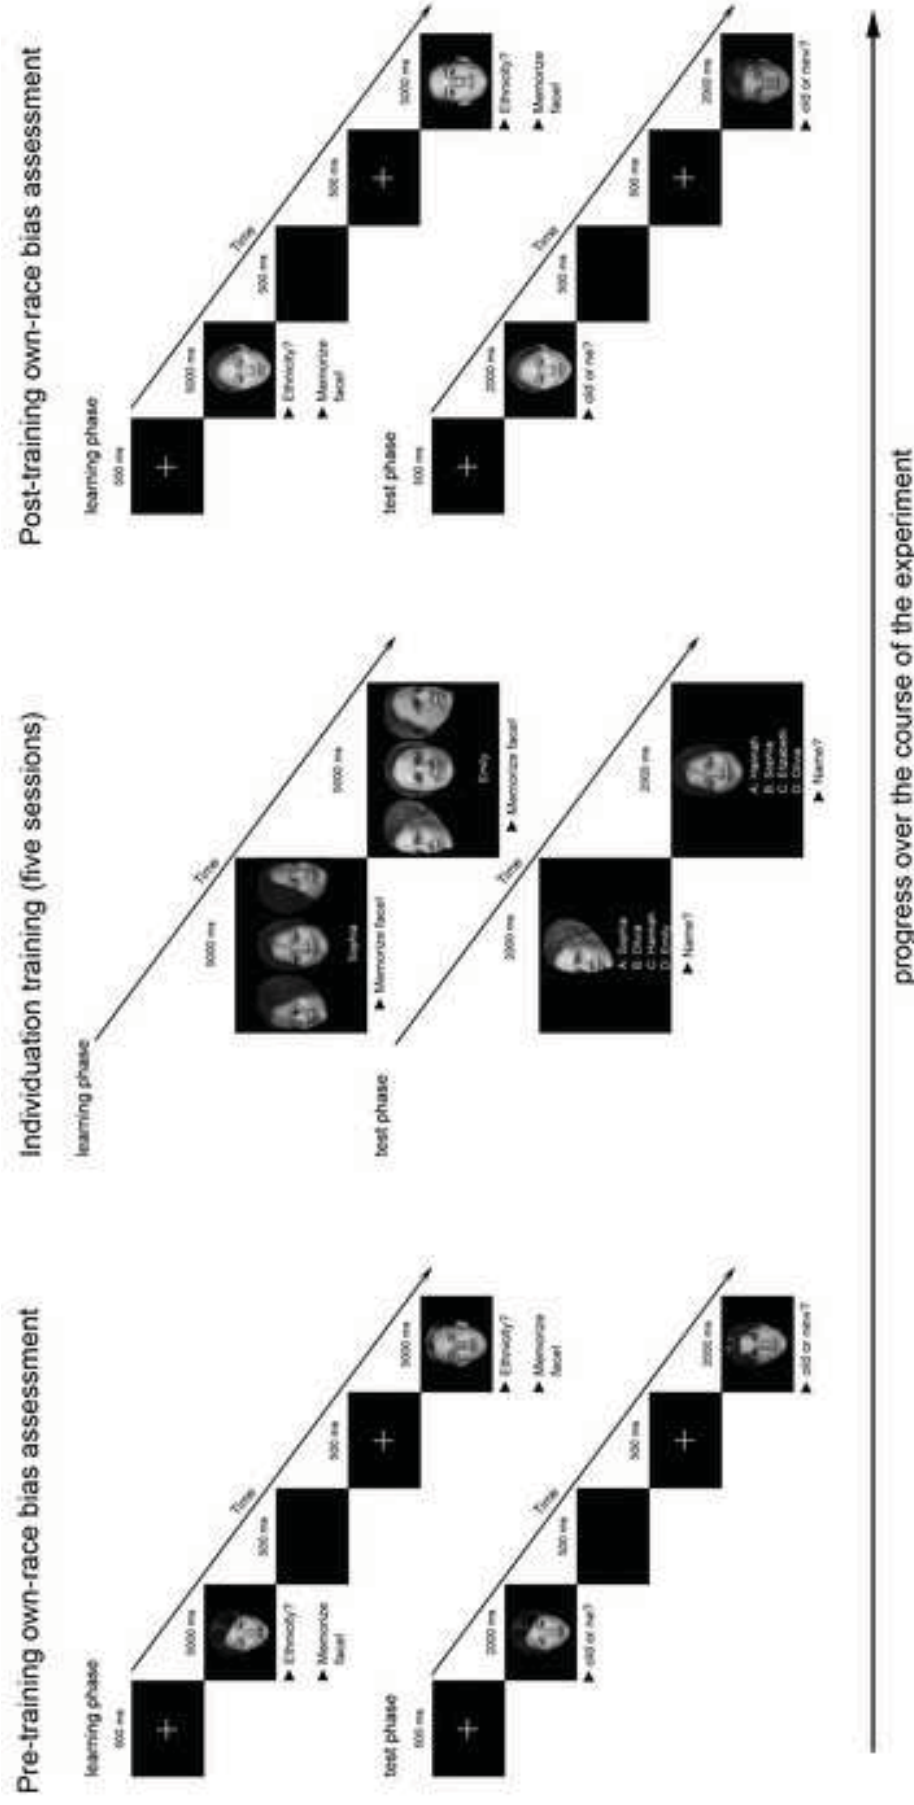 Pre-training own-race bias assessment
learning phase
500 ms
5000 ms
▶ Ethnicity?
▶ Memorize
face!
500 ms
Time
500 ms
5000 ms
▶ Ethnicity?
▶ Memorize
face!
test phase
500 ms
2000 ms
▶ old or ne?
500 ms
Time
500 ms
2000 ms
▶ old or new?
Individuation training (five sessions)
learning phase
5000 ms
Sophia
▶ Memorize face!
Time
5000 ms
Emily
▶ Memorize face!
test phase
2000 ms
A. Sophia
B. Olivia
C. Hannah
D. Emily
▶ Name?
Time
2000 ms
A. Hannah
B. Sophia
C. Elizabeth
D. Olivia
▶ Name?
Post-training own-race bias assessment
learning phase
500 ms
5000 ms
▶ Ethnicity?
▶ Memorize
face!
500 ms
Time
500 ms
5000 ms
▶ Ethnicity?
▶ Memorize
face!
test phase
500 ms
2000 ms
▶ old or ne?
500 ms
Time
500 ms
2000 ms
▶ old or new?
progress over the course of the experiment